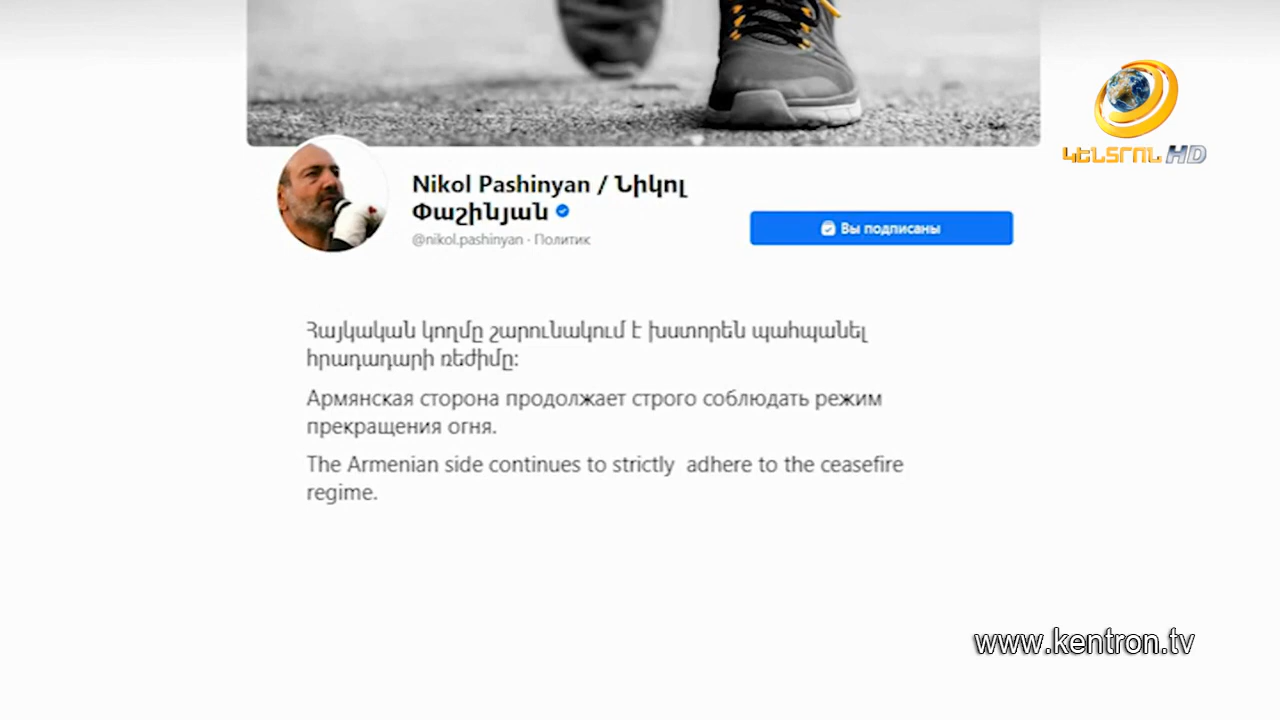 ԿԵՆՏՐՈՆ HD
Nikol Pashinyan / Նիկոլ
Փաշինյան
@nikol.pashinyan · Политик
Вы подписаны
Հայկական կողմը շարունակում է խստորեն պահպանել
հրադադարի ռեժիմը:
Армянская сторона продолжает строго соблюдать режим
прекращения огня.
The Armenian side continues to strictly adhere to the ceasefire
regime.
www.kentron.tv